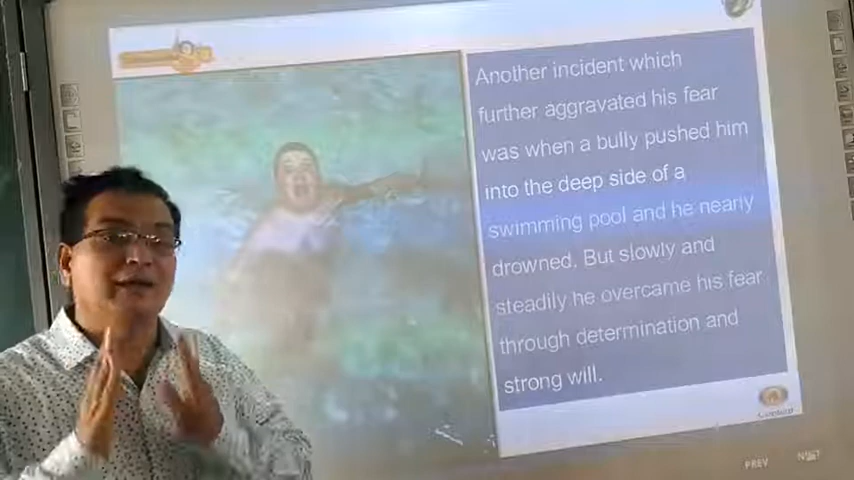 Another incident which
further aggravated his fear
was when a bully pushed him
into the deep side of a
swimming pool and he nearly
drowned. But slowly and
steadily he overcame his fear
through determination and
strong will.
PREV